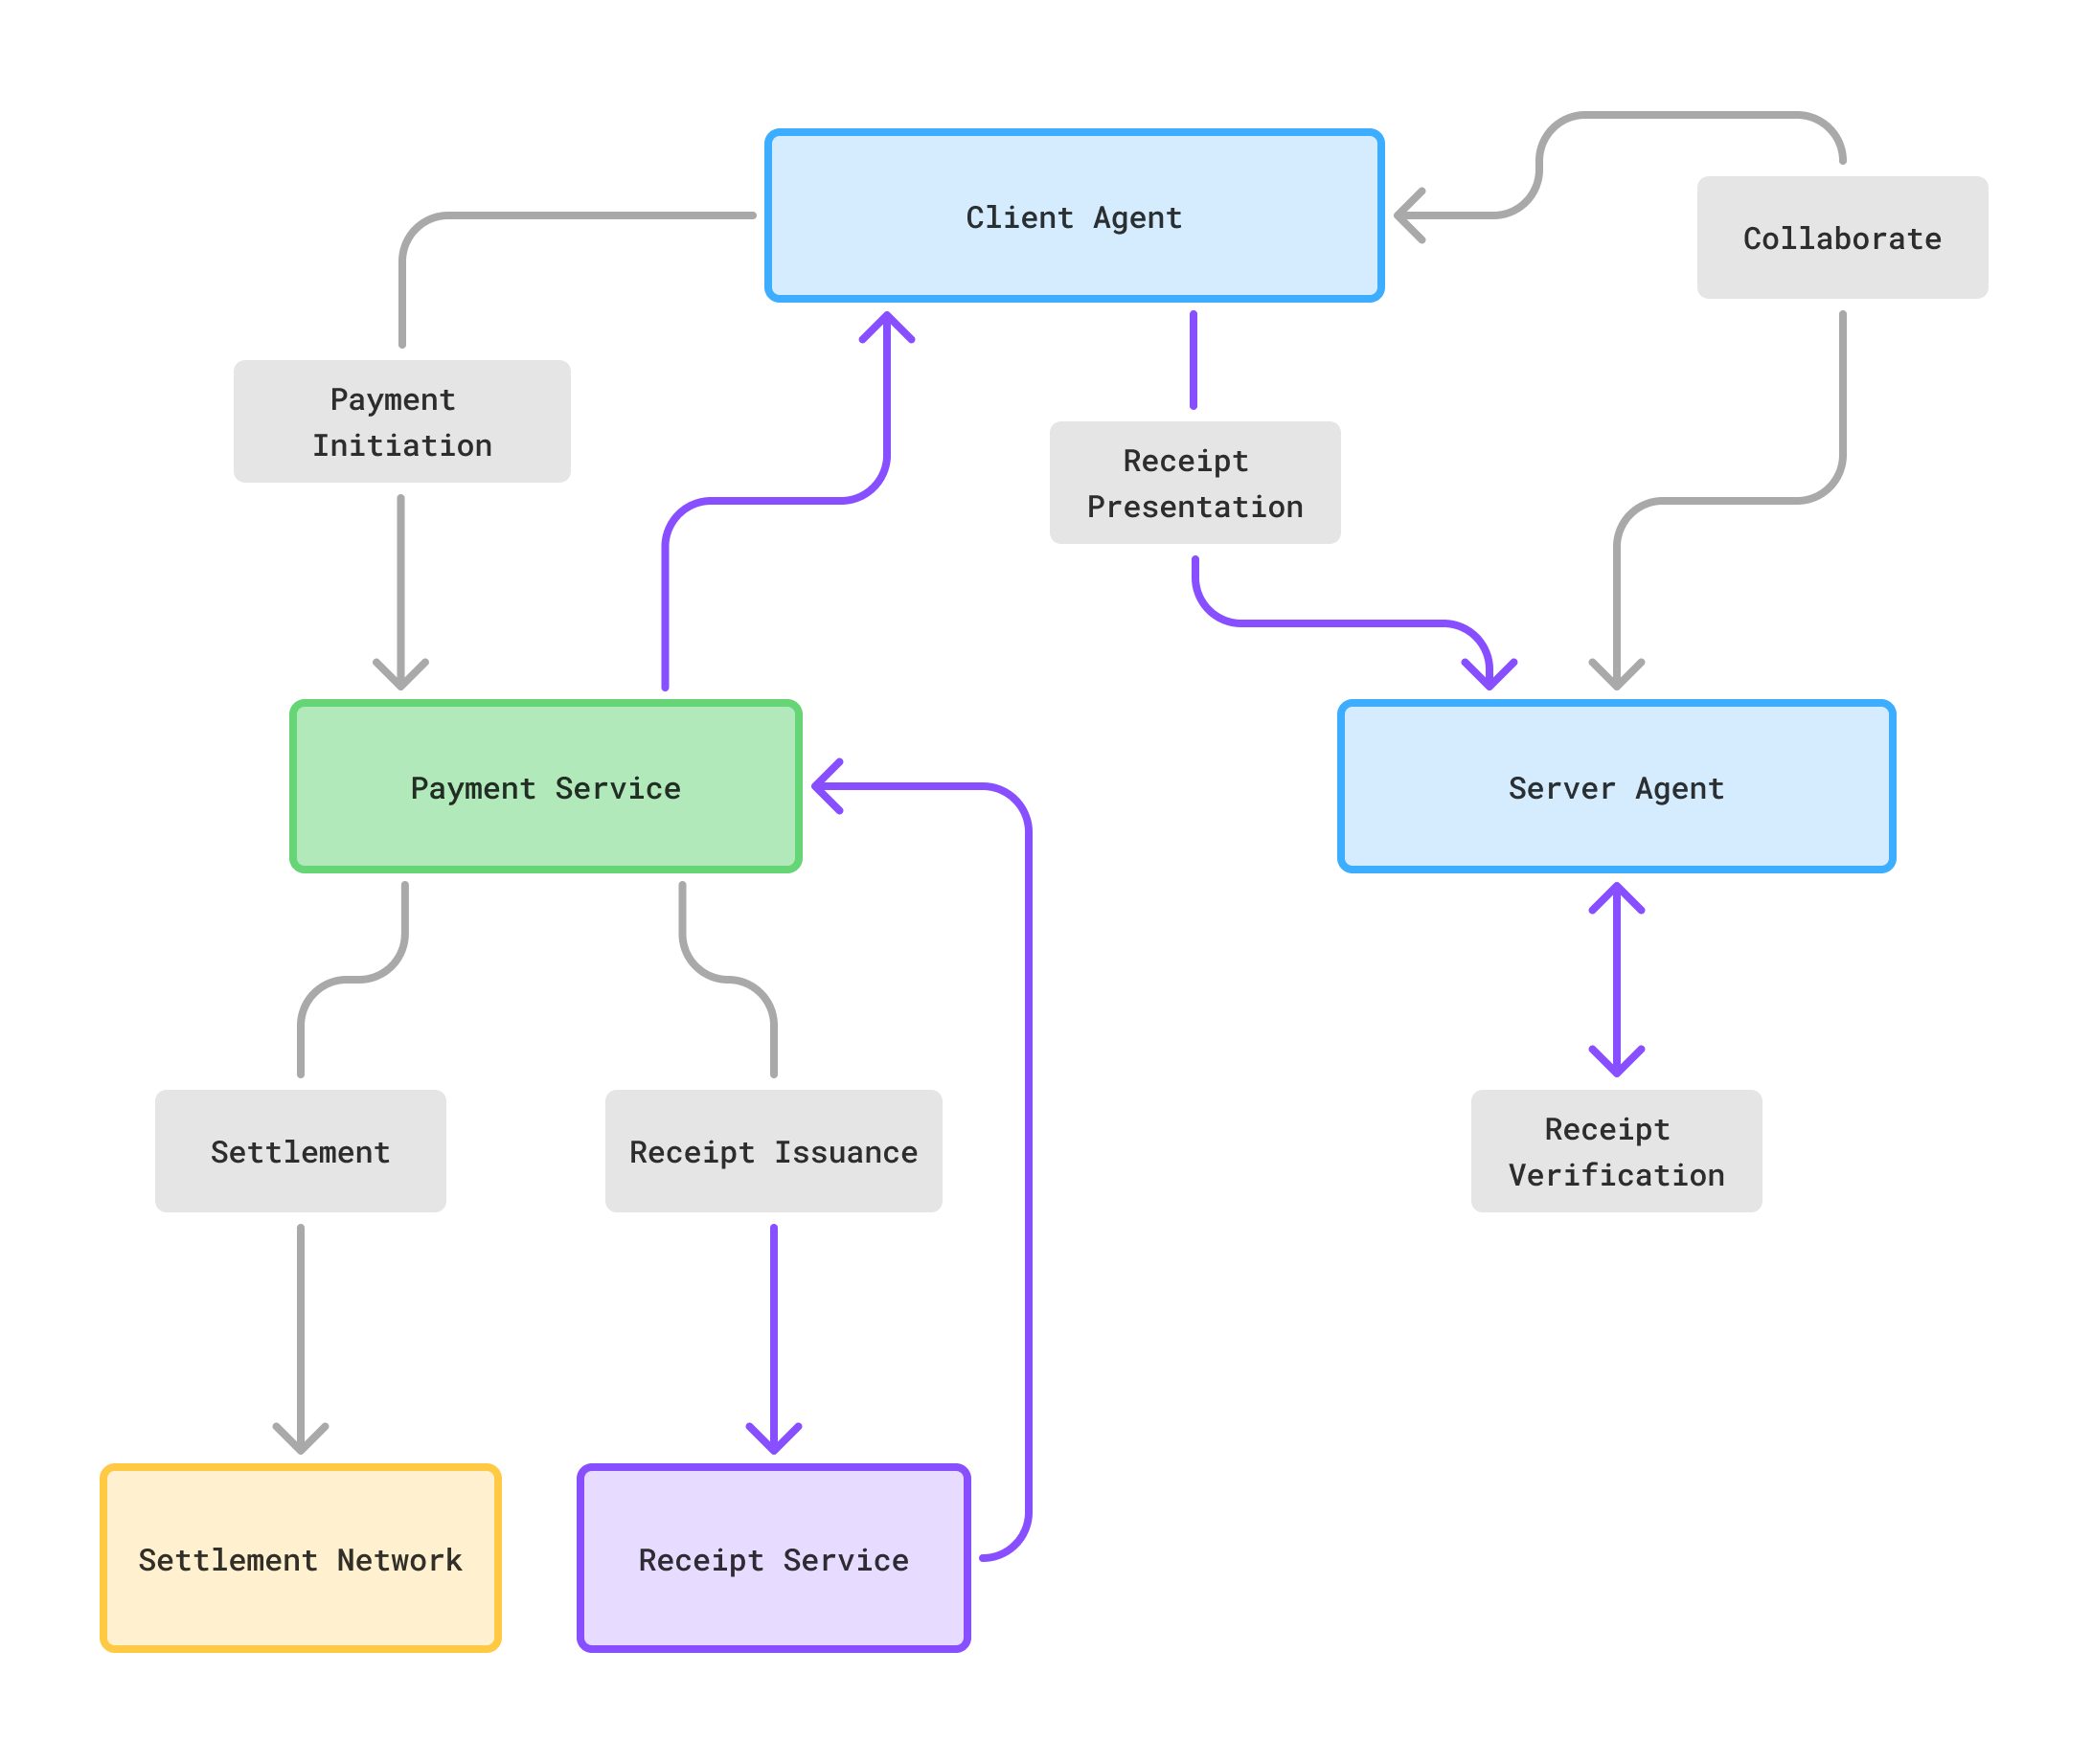 Client Agent
Collaborate
Payment
Initiation
Receipt
Presentation
Payment Service
Server Agent
Settlement
Receipt Issuance
Receipt
Verification
Settlement Network
Receipt Service